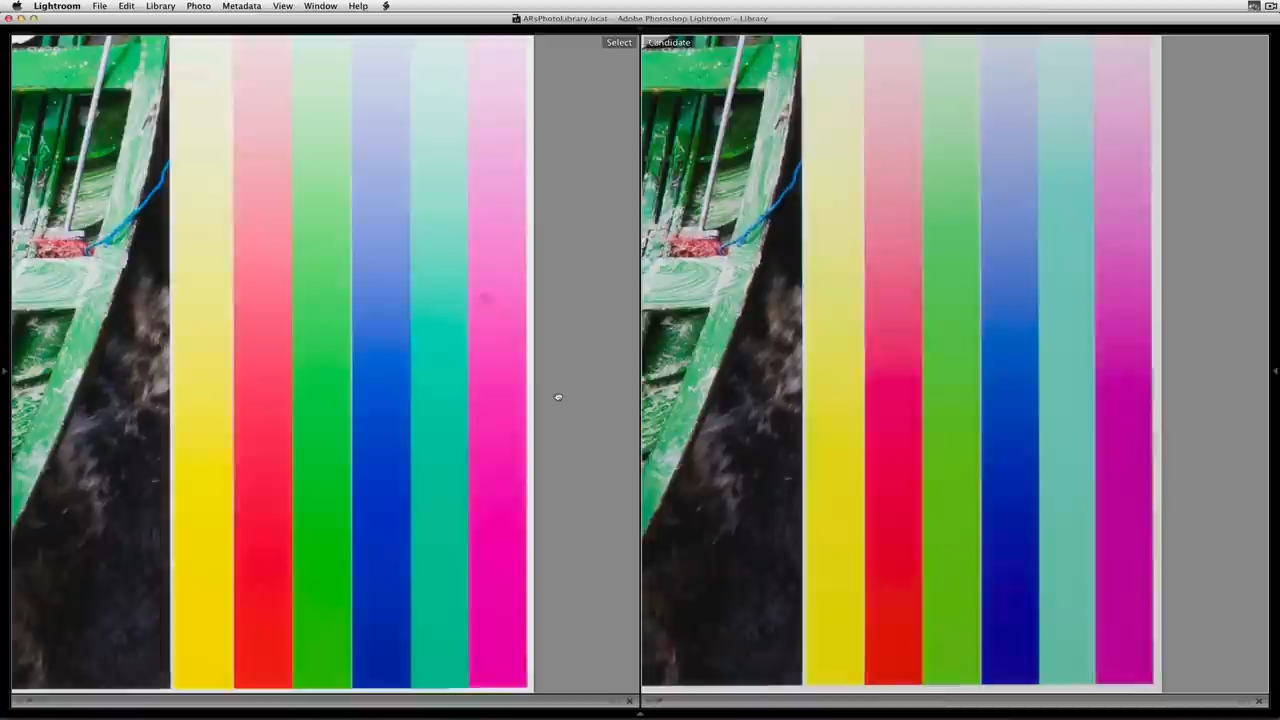 Lightroom File Edit Library Photo Metadata View Window Help
ARsPhotoLibrary.lrcat - Adobe Photoshop Lightroom - Library
Select
Candidate